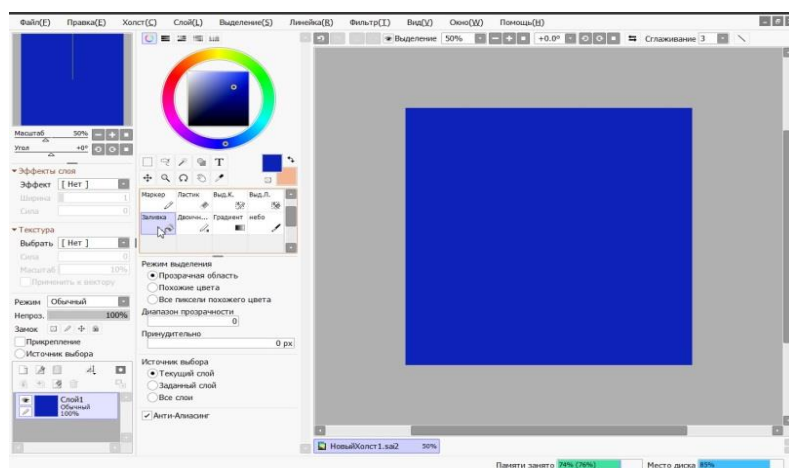 Файл(F) Правка(E) Холст(C) Слой(L) Выделение(S) Линейка(R) Фильтр(T) Вид(V) Окно(W) Помощь(H)
Выделение 50% +0.0° Сглаживание 3
Масштаб 50%
Угол +0°
Эффекты слоя
Эффект [ Нет ]
Ширина 1
Сила 0
Текстура
Выбрать [ Нет ]
Сила 0
Масштаб 10%
Применить к вектору
Режим Обычный
Непроз. 100%
Замок
Прикрепление
Источник выбора
Слой1
Обычный
100%
T
Маркер Ластик Выд.К. Выд.Л.
Заливка Двоичн... Градиент небо
Режим выделения
Прозрачная область
Похожие цвета
Все пиксели похожего цвета
Диапазон прозрачности
0
Принудительно
0 px
Источник выбора
Текущий слой
Заданный слой
Все слои
Анти-Алиасинг
НовыйХолст1.sai2 50%
Памяти занято 74% (76%) Место диска 85%